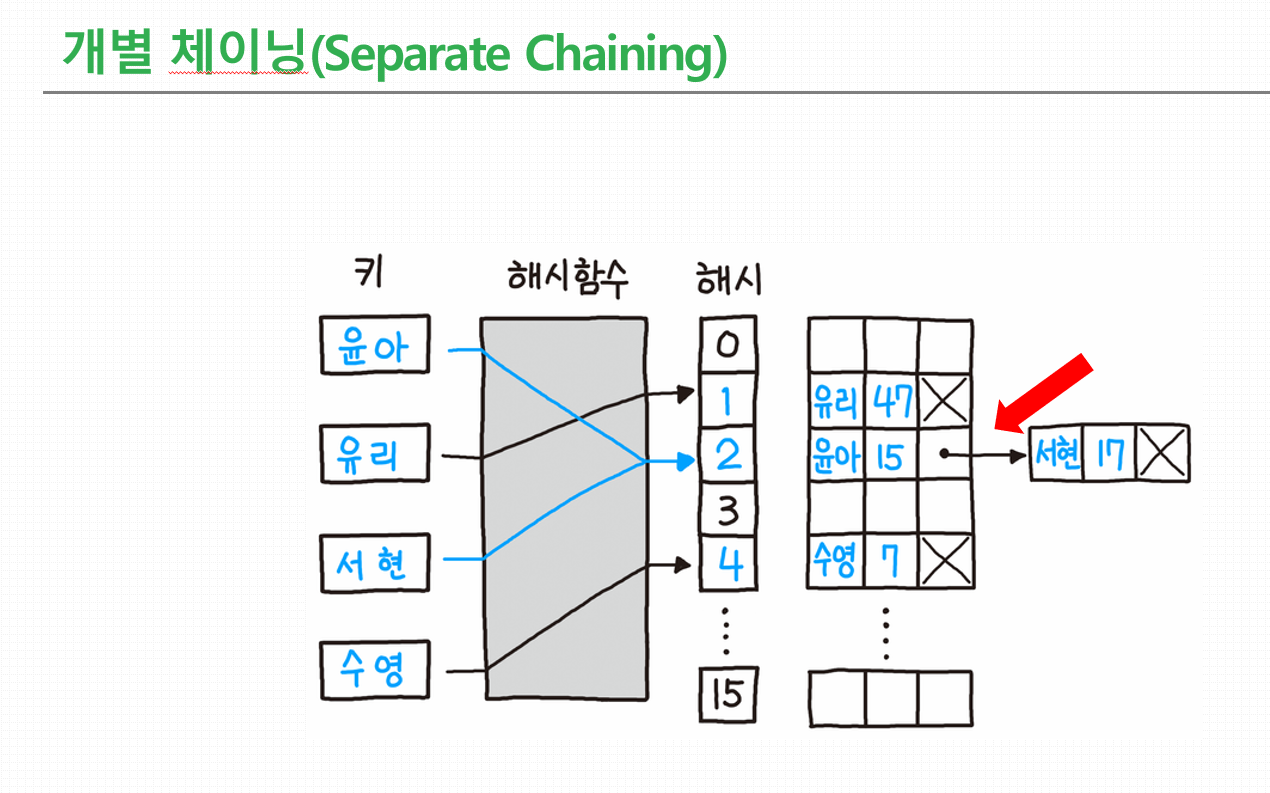 개별 체이닝(Separate Chaining)
키 해시함수 해시
윤아 0
1 유리 47
유리 2 윤아 15 서현 17
3
서현 4 수영 7
수영 15